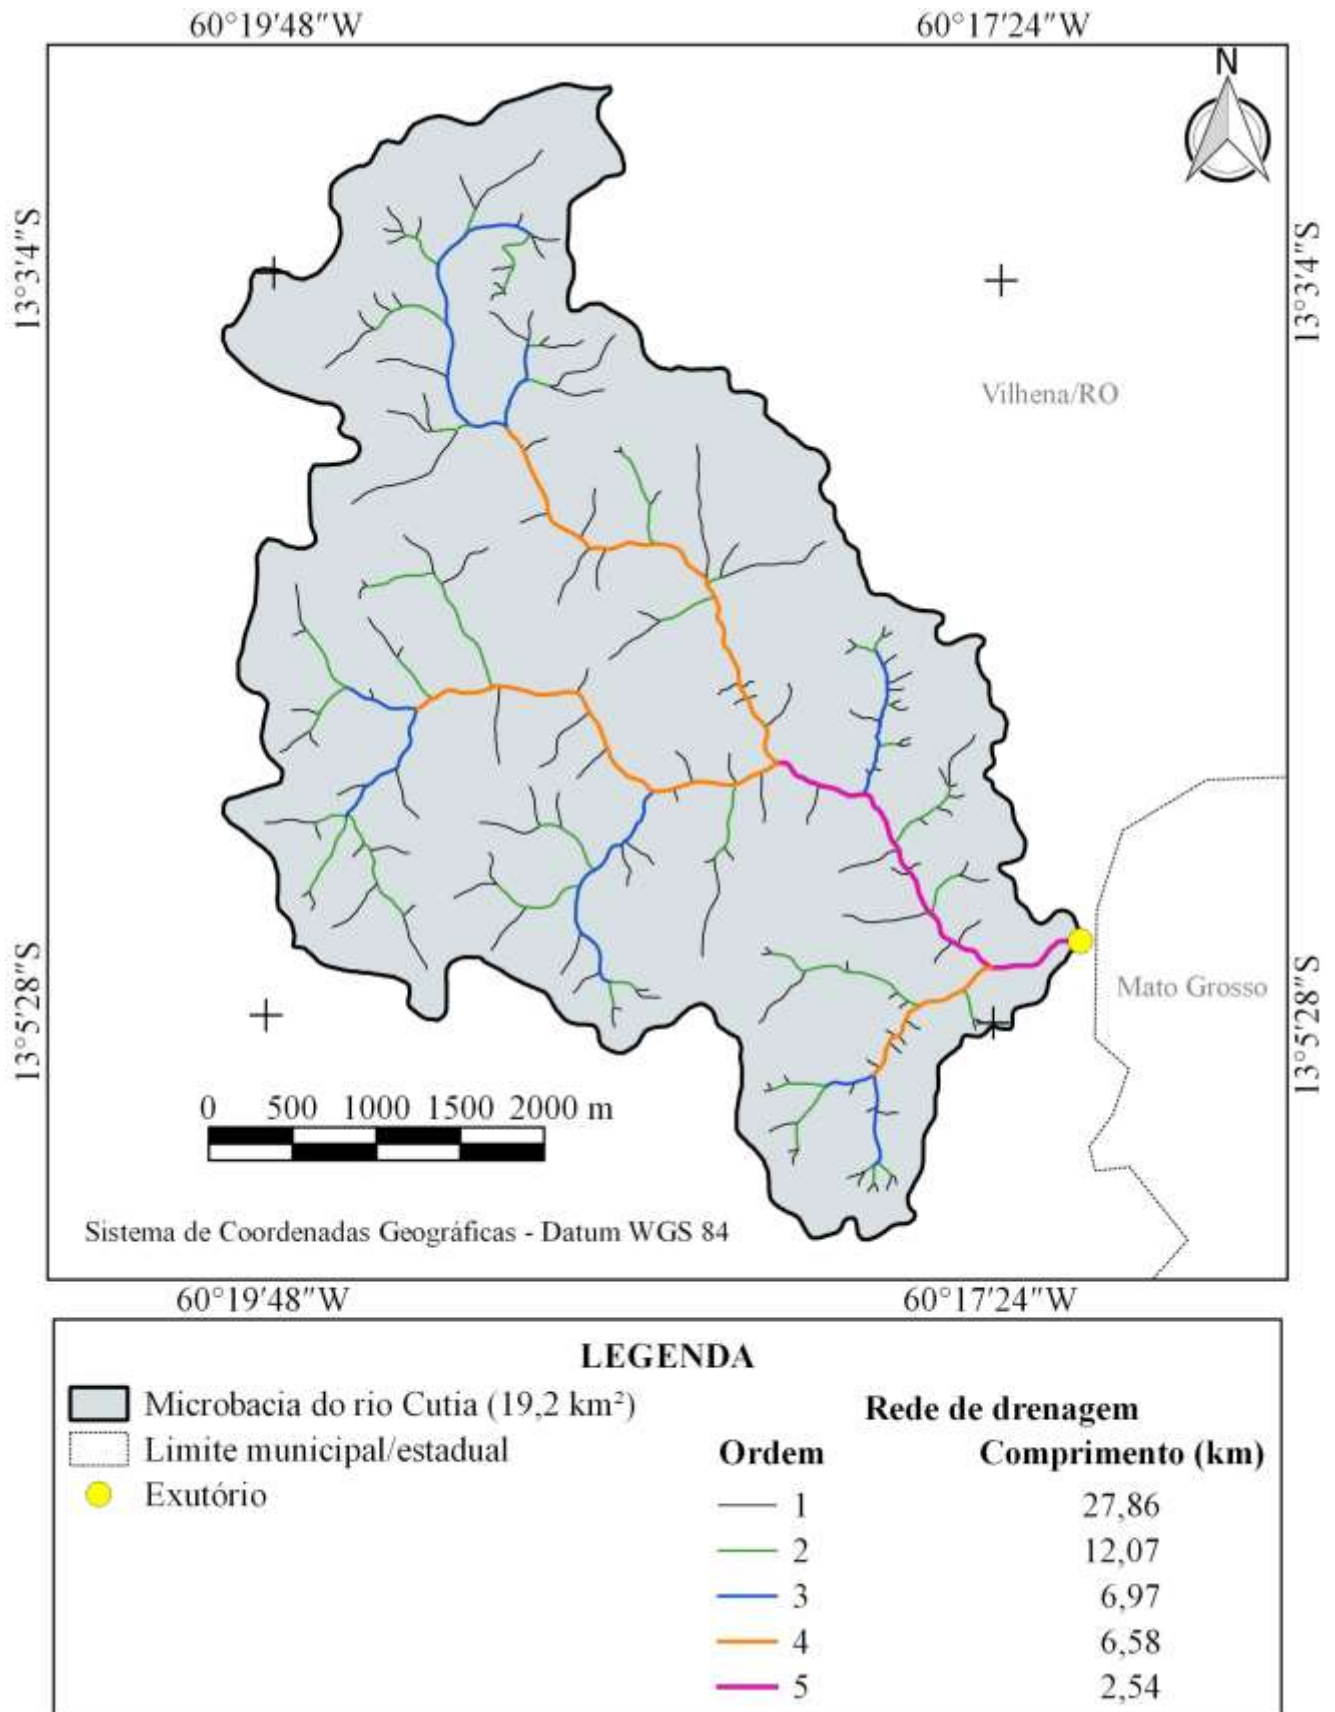 60°19'48"W 60°17'24"W
N
13°3'4"S 13°3'4"S
Vilhena/RO
Mato Grosso
13°5'28"S 13°5'28"S
0 500 1000 1500 2000 m
Sistema de Coordenadas Geográficas - Datum WGS 84
60°19'48"W 60°17'24"W
LEGENDA
Microbacia do rio Cutia (19,2 km²)
Limite municipal/estadual
Exutório
Rede de drenagem
Ordem Comprimento (km)
1 27,86
2 12,07
3 6,97
4 6,58
5 2,54